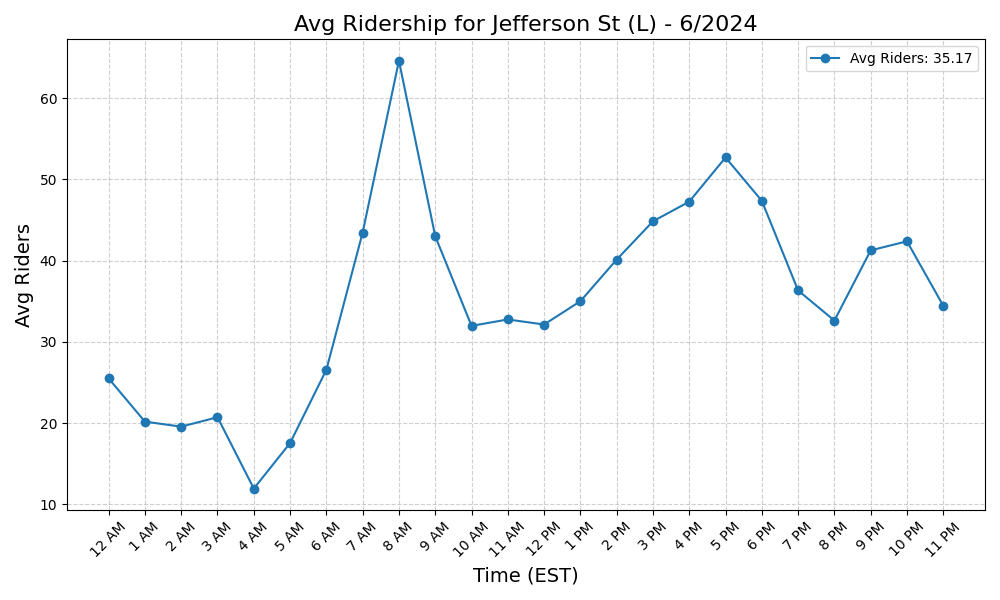 Avg Ridership for Jefferson St (L) - 6/2024
Avg Riders: 35.17
Avg Riders
60
50
40
30
20
10
12 AM
1 AM
2 AM
3 AM
4 AM
5 AM
6 AM
7 AM
8 AM
9 AM
10 AM
11 AM
12 PM
1 PM
2 PM
3 PM
4 PM
5 PM
6 PM
7 PM
8 PM
9 PM
10 PM
11 PM
Time (EST)